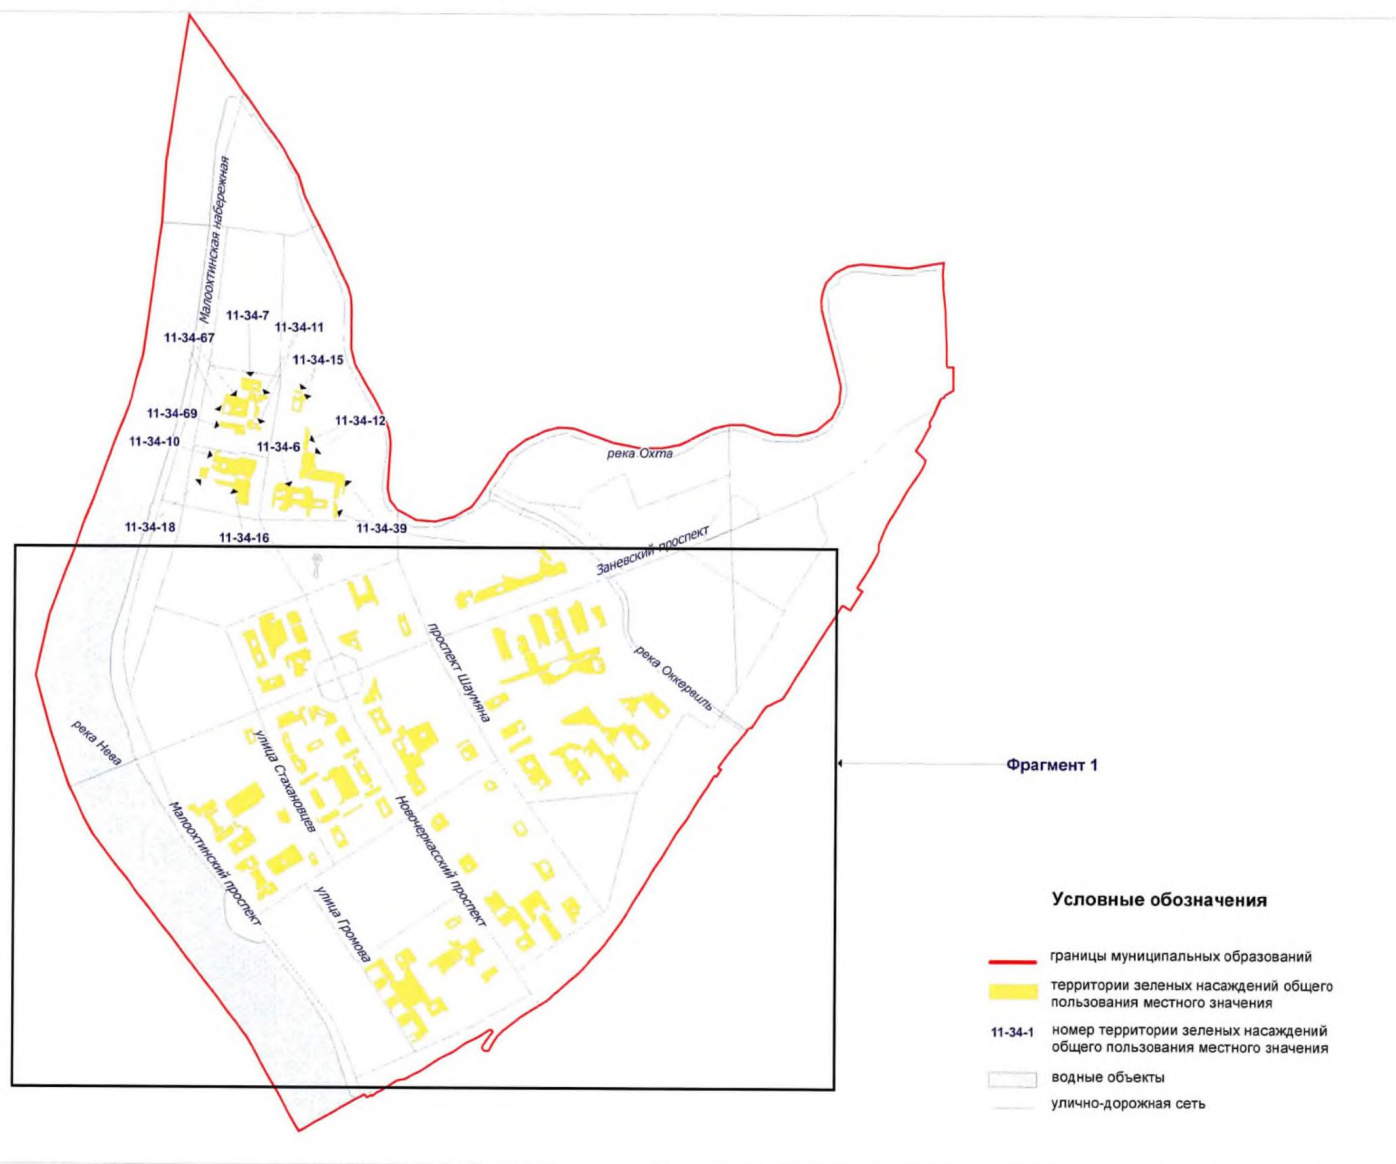 Малоохтинская набережная
11-34-7
11-34-11
11-34-67
11-34-15
11-34-69
11-34-12
11-34-10
11-34-6
река Охта
11-34-18
11-34-16
11-34-39
Заневский проспект
проспект Шаумяна
река Оккервиль
река Нева
улица Стахановцев
Фрагмент 1
Малоохтинский проспект
Новочеркасский проспект
улица Громова
Условные обозначения
границы муниципальных образований
территории зеленых насаждений общего
пользования местного значения
11-34-1
номер территории зеленых насаждений
общего пользования местного значения
водные объекты
улично-дорожная сеть